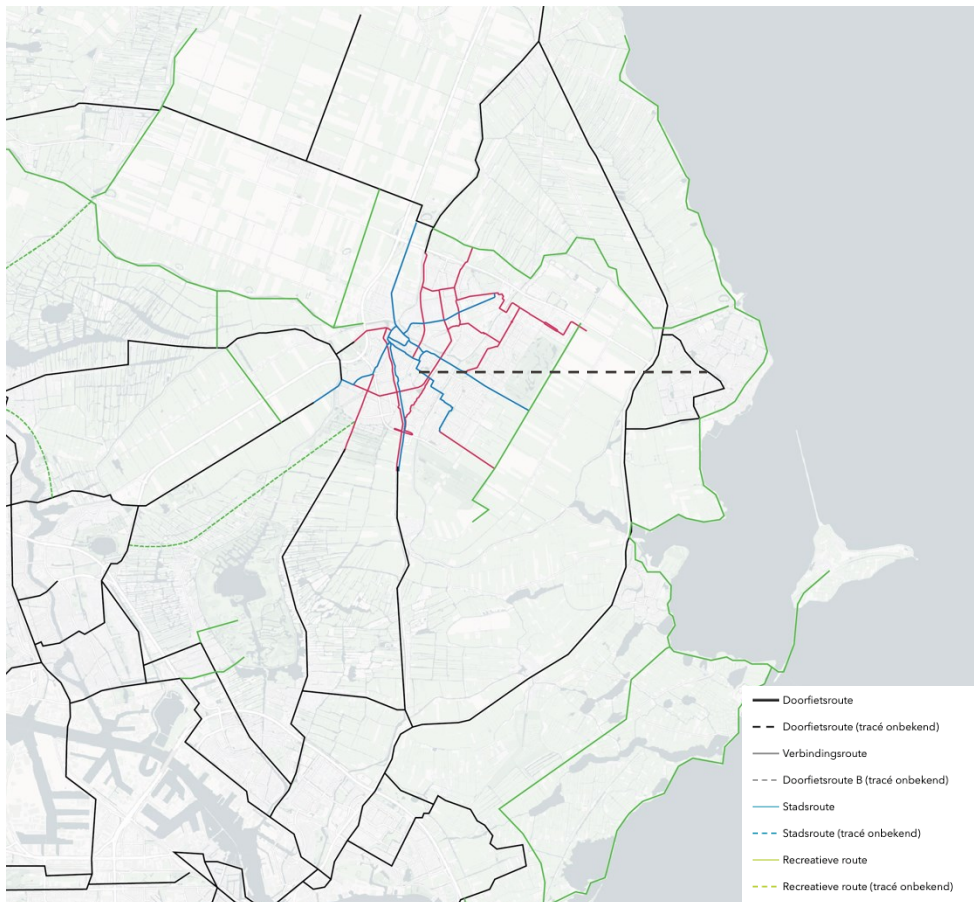 Doorfietsroute
Doorfietsroute (tracé onbekend)
Verbindingsroute
Doorfietsroute B (tracé onbekend)
Stadsroute
Stadsroute (tracé onbekend)
Recreatieve route
Recreatieve route (tracé onbekend)